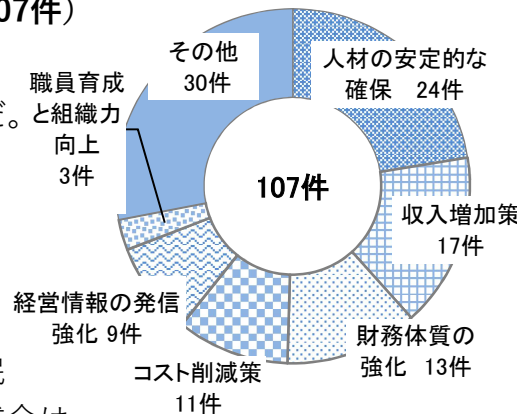 07件）
その他
30件
人材の安定的な
確保　24件
職員育成
と組織力
向上
3件
だ。
107件
収入増加策
17件
経営情報の発信
強化 9件
財務体質の
強化　13件
コスト削減策
11件